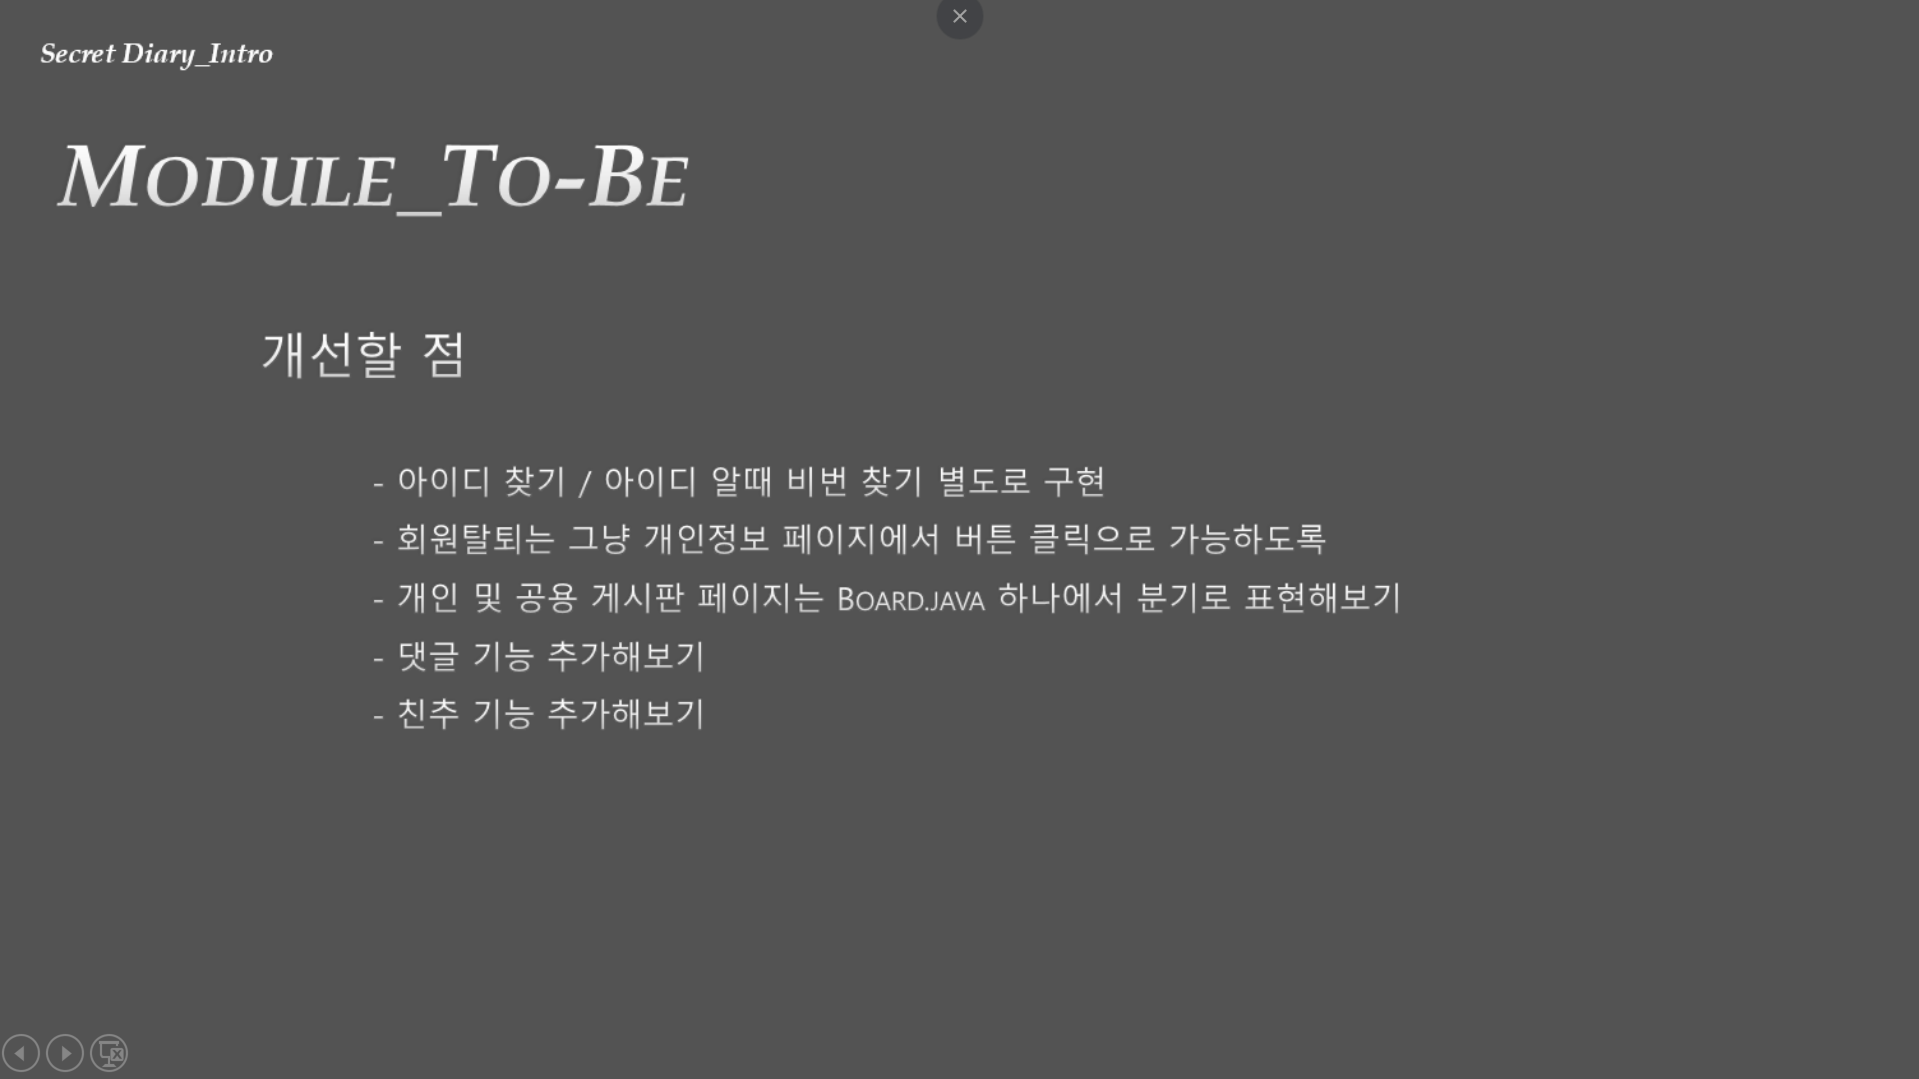 Secret Diary_Intro
MODULE_TO-BE
개선할 점
- 아이디 찾기 / 아이디 알때 비번 찾기 별도로 구현
- 회원탈퇴는 그냥 개인정보 페이지에서 버튼 클릭으로 가능하도록
- 개인 및 공용 게시판 페이지는 BOARD.JAVA 하나에서 분기로 표현해보기
- 댓글 기능 추가해보기
- 친추 기능 추가해보기